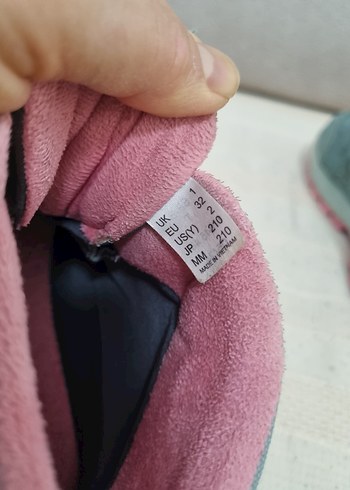 UK 1
EU 32
US(Y) 2
JP 210
MM 210
MADE IN VIETNAM